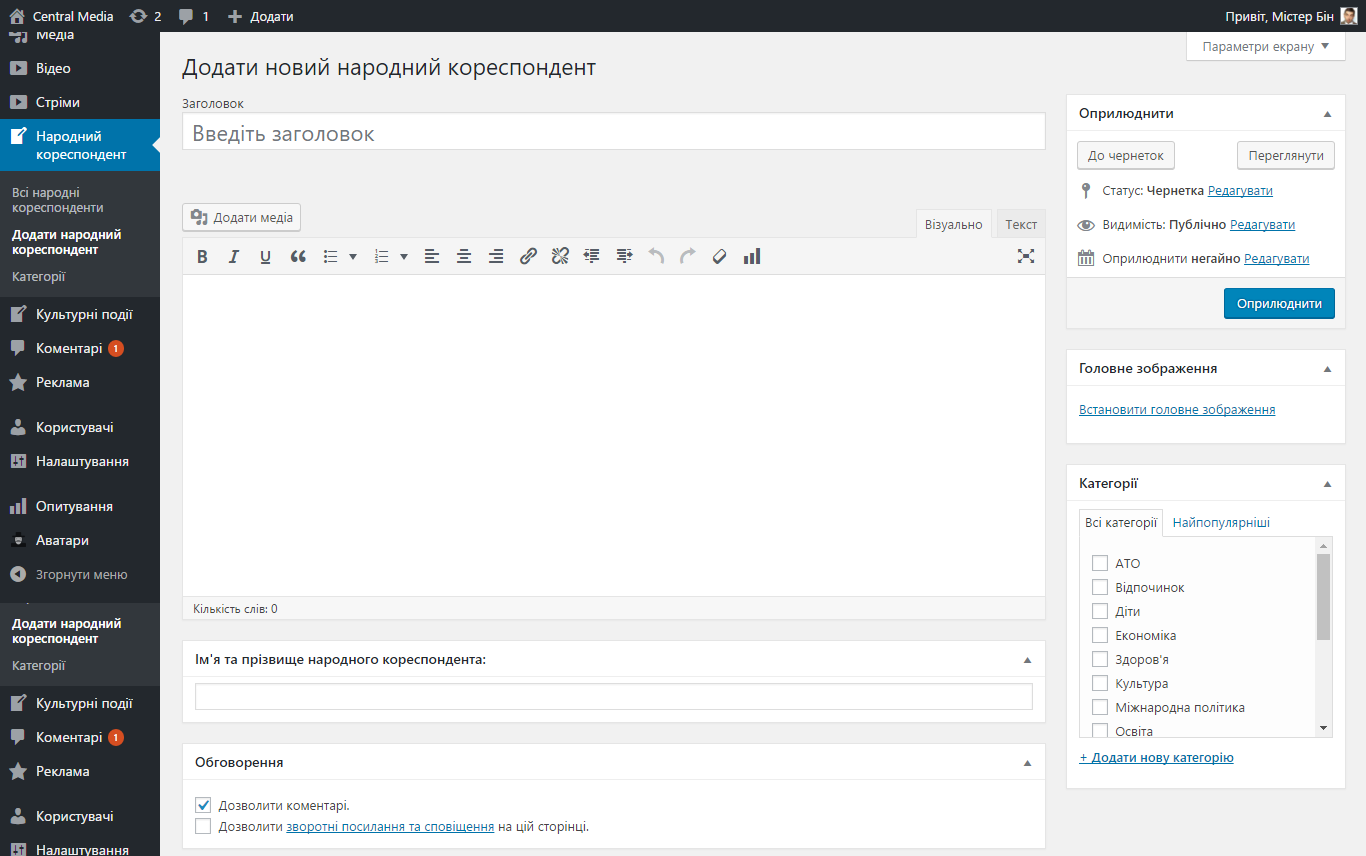 Central Media 2 1 Додати
Привіт, Містер Бін
Медіа
Відео
Стріми
Народний
кореспондент
Всі народні
кореспонденти
Додати народний
кореспондент
Категорії
Культурні події
Коментарі 1
Реклама
Користувачі
Налаштування
Опитування
Аватари
Згорнути меню
Додати народний
кореспондент
Категорії
Культурні події
Коментарі 1
Реклама
Користувачі
Налаштування
Параметри екрану
Додати новий народний кореспондент
Заголовок
Введіть заголовок
Додати медіа
Візуально Текст
Кількість слів: 0
Ім'я та прізвище народного кореспондента:
Обговорення
Дозволити коментарі.
Дозволити зворотні посилання та сповіщення на цій сторінці.
Оприлюднити
До чернеток Переглянути
Статус: Чернетка Редагувати
Видимість: Публічно Редагувати
Оприлюднити негайно Редагувати
Оприлюднити
Головне зображення
Встановити головне зображення
Категорії
Всі категорії Найпопулярніші
АТО
Відпочинок
Діти
Економіка
Здоров'я
Культура
Міжнародна політика
Освіта
+ Додати нову категорію